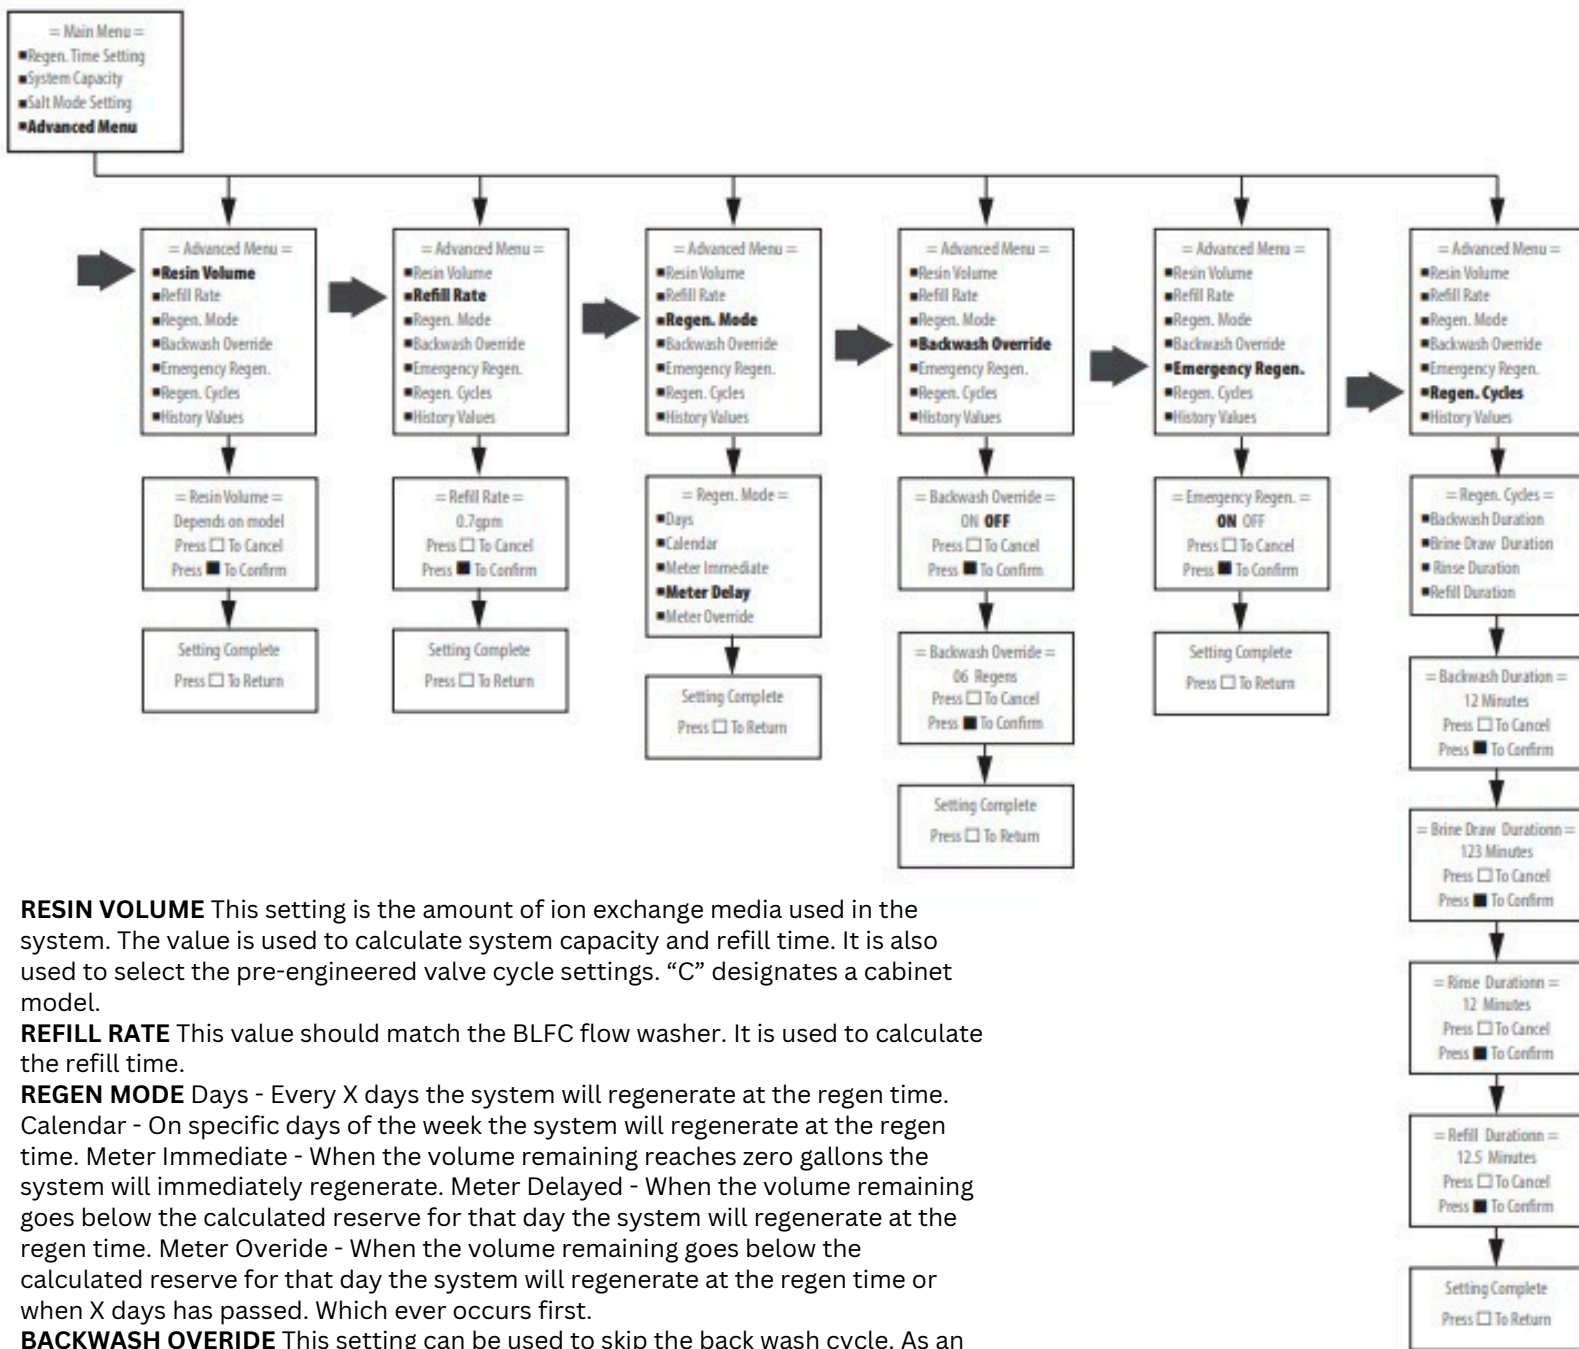 = Main Menu =
■Regen. Time Setting
■System Capacity
■Salt Mode Setting
■Advanced Menu
= Advanced Menu =
■Resin Volume
■Refill Rate
■Regen. Mode
■Backwash Override
■Emergency Regen.
■Regen. Cycles
■History Values
= Resin Volume =
Depends on model
Press □ To Cancel
Press ■ To Confirm
Setting Complete
Press □ To Return
= Advanced Menu =
■Resin Volume
■Refill Rate
■Regen. Mode
■Backwash Override
■Emergency Regen.
■Regen. Cycles
■History Values
= Refill Rate =
0.7gpm
Press □ To Cancel
Press ■ To Confirm
Setting Complete
Press □ To Return
= Advanced Menu =
■Resin Volume
■Refill Rate
■Regen. Mode
■Backwash Override
■Emergency Regen.
■Regen. Cycles
■History Values
= Regen. Mode =
■Days
■Calendar
■Meter Immediate
■Meter Delay
■Meter Override
Setting Complete
Press □ To Return
= Advanced Menu =
■Resin Volume
■Refill Rate
■Regen. Mode
■Backwash Override
■Emergency Regen.
■Regen. Cycles
■History Values
= Backwash Override =
ON OFF
Press □ To Cancel
Press ■ To Confirm
= Backwash Override =
06 Regens
Press □ To Cancel
Press ■ To Confirm
Setting Complete
Press □ To Return
= Advanced Menu =
■Resin Volume
■Refill Rate
■Regen. Mode
■Backwash Override
■Emergency Regen.
■Regen. Cycles
■History Values
= Emergency Regen. =
ON OFF
Press □ To Cancel
Press ■ To Confirm
Setting Complete
Press □ To Return
= Advanced Menu =
■Resin Volume
■Refill Rate
■Regen. Mode
■Backwash Override
■Emergency Regen.
■Regen. Cycles
■History Values
= Regen. Cycles =
■Backwash Duration
■Brine Draw Duration
■ Rinse Duration
■Refill Duration
= Backwash Duration =
12 Minutes
Press □ To Cancel
Press ■ To Confirm
= Brine Draw Durationn =
123 Minutes
Press □ To Cancel
Press ■ To Confirm
= Rinse Durationn =
12 Minutes
Press □ To Cancel
Press ■ To Confirm
= Refill Durationn =
12.5 Minutes
Press □ To Cancel
Press ■ To Confirm
Setting Complete
Press □ To Return
RESIN VOLUME This setting is the amount of ion exchange media used in the
system. The value is used to calculate system capacity and refill time. It is also
used to select the pre-engineered valve cycle settings. “C” designates a cabinet
model.
REFILL RATE This value should match the BLFC flow washer. It is used to calculate
the refill time.
REGEN MODE Days - Every X days the system will regenerate at the regen time.
Calendar - On specific days of the week the system will regenerate at the regen
time. Meter Immediate - When the volume remaining reaches zero gallons the
system will immediately regenerate. Meter Delayed - When the volume remaining
goes below the calculated reserve for that day the system will regenerate at the
regen time. Meter Overide - When the volume remaining goes below the
calculated reserve for that day the system will regenerate at the regen time or
when X days has passed. Which ever occurs first.
BACKWASH OVERIDE This setting can be used to skip the back wash cycle. As an